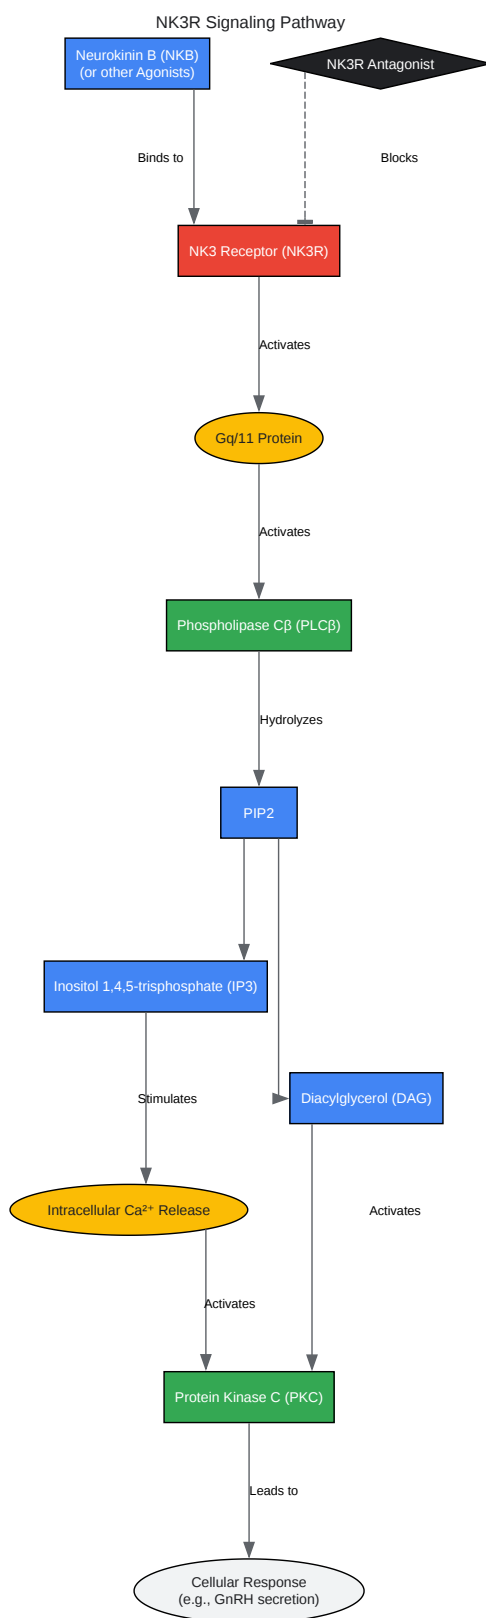 NK3R Signaling Pathway
Neurokinin B (NKB)
(or other Agonists)
NK3R Antagonist
Binds to
Blocks
NK3 Receptor (NK3R)
Activates
Gq/11 Protein
Activates
Phospholipase Cβ (PLCβ)
Hydrolyzes
PIP2
Inositol 1,4,5-trisphosphate (IP3)
Stimulates
Diacylglycerol (DAG)
Intracellular Ca²⁺ Release
Activates
Activates
Protein Kinase C (PKC)
Leads to
Cellular Response
(e.g., GnRH secretion)